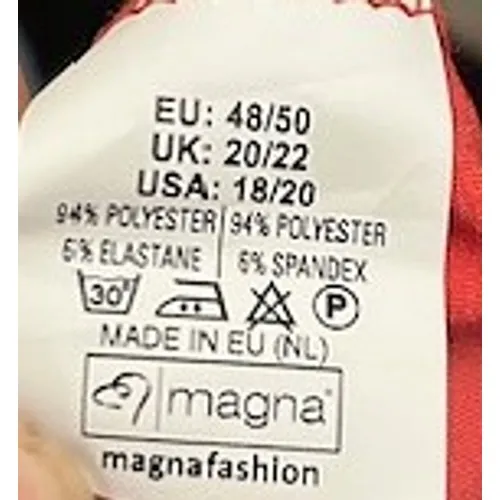 EU: 48/50
UK: 20/22
USA: 18/20
94% POLYESTER | 94% POLYESTER
6% ELASTANE | 6% SPANDEX
30° P
MADE IN EU (NL)
magna®
magnafashion